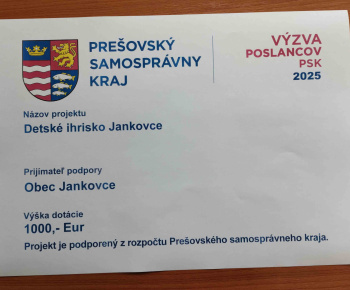 PREŠOVSKÝ
SAMOSPRÁVNY
KRAJ
VÝZVA
POSLANCOV
PSK
2025
Názov projektu
Detské ihrisko Jankovce
Prijímateľ podpory
Obec Jankovce
Výška dotácie
1000,- Eur
Projekt je podporený z rozpočtu Prešovského samosprávneho kraja.